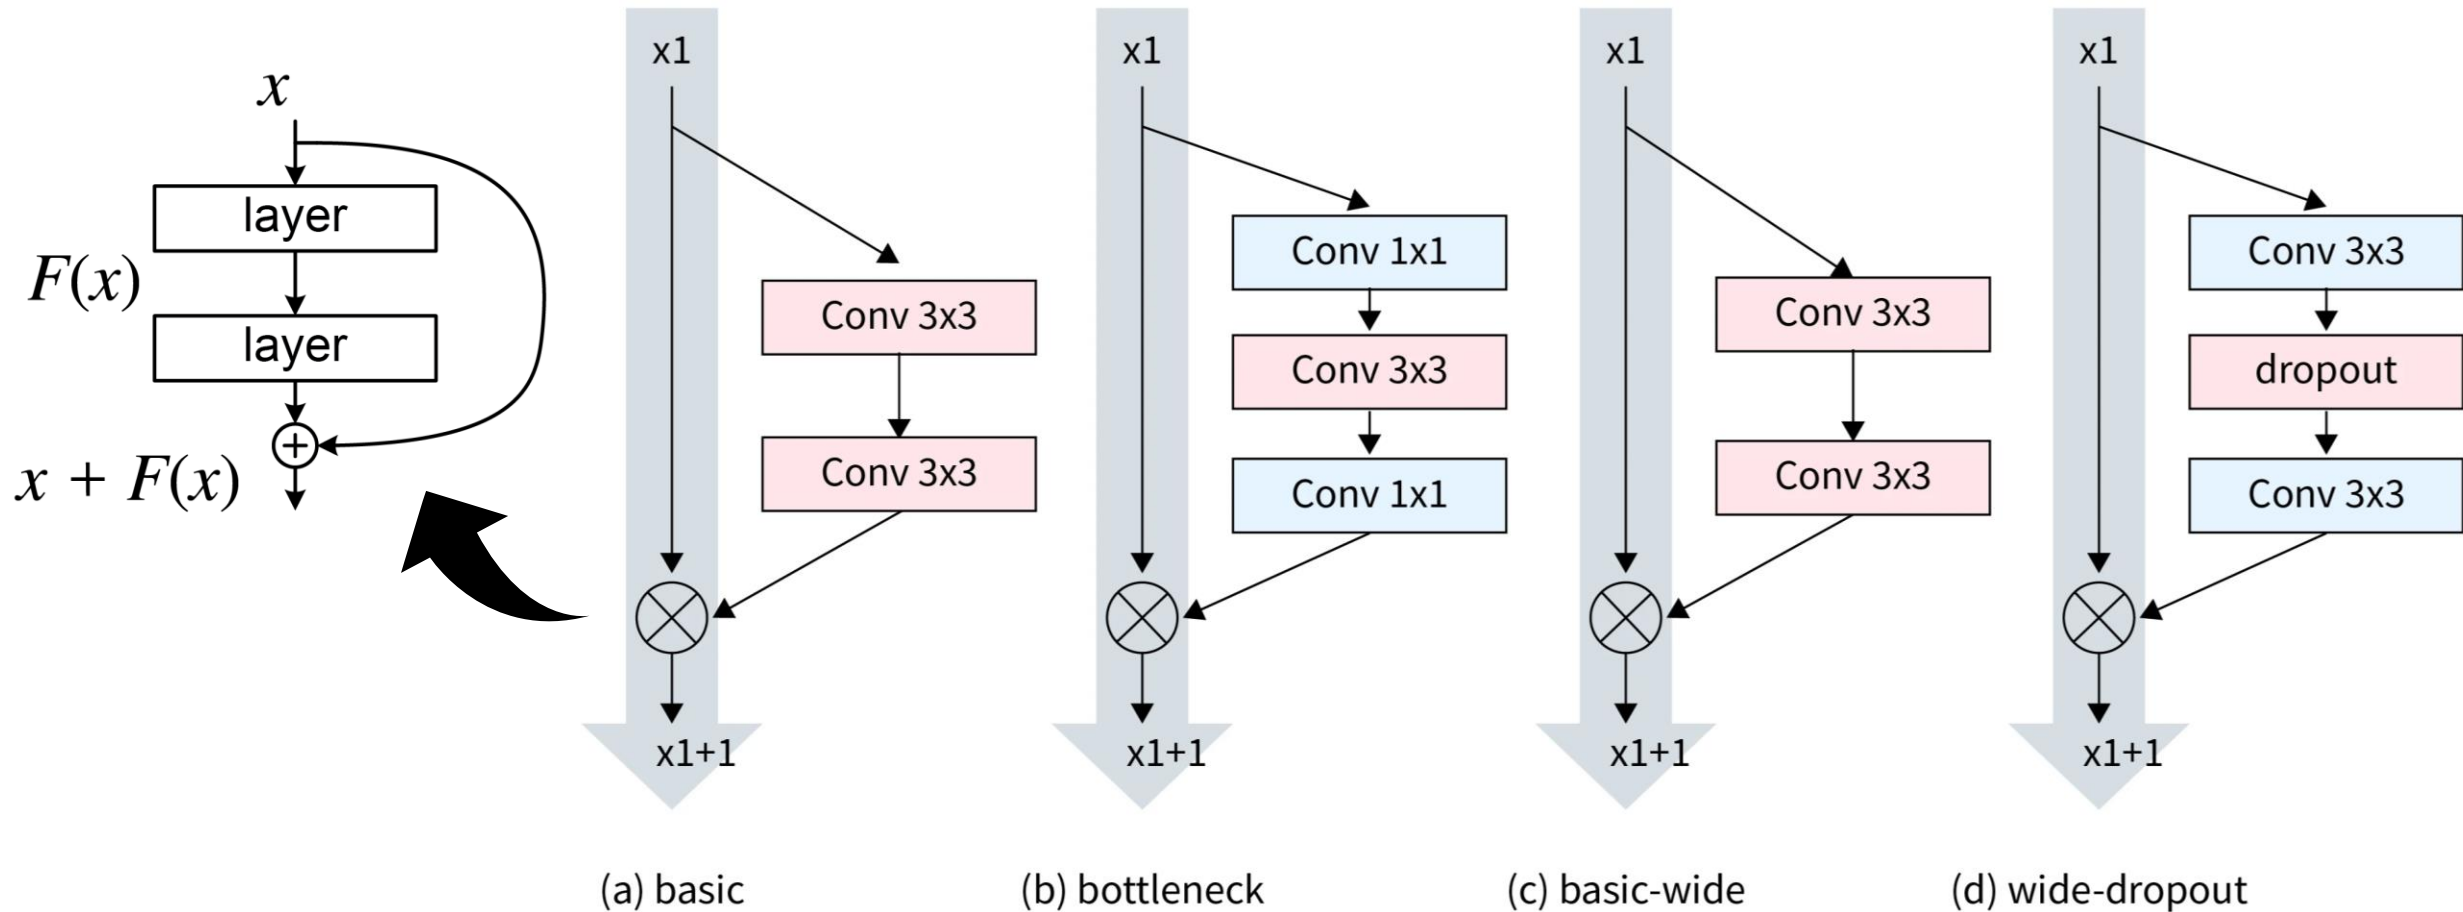 x
layer
F(x)
layer
+
x + F(x)
x1
Conv 3x3
Conv 3x3
x1+1
(a) basic
x1
Conv 1x1
Conv 3x3
Conv 1x1
x1+1
(b) bottleneck
x1
Conv 3x3
Conv 3x3
x1+1
(c) basic-wide
x1
Conv 3x3
dropout
Conv 3x3
x1+1
(d) wide-dropout